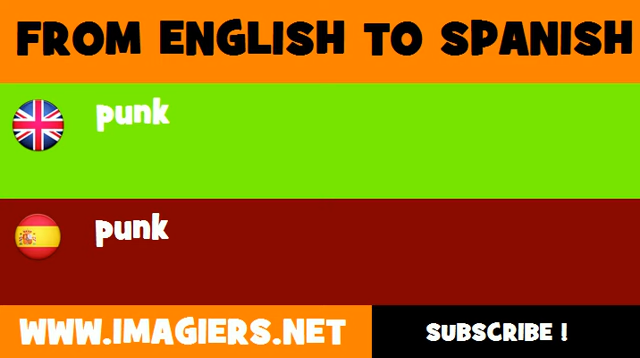 FROM ENGLISH TO SPANISH
punk
punk
WWW.IMAGIERS.NET
SUBSCRIBE !